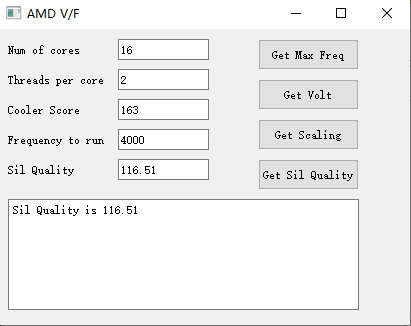 AMD V/F
Num of cores 16 Get Max Freq
Threads per core 2 Get Volt
Cooler Score 163 Get Scaling
Frequency to run 4000
Sil Quality 116.51 Get Sil Quality
Sil Quality is 116.51